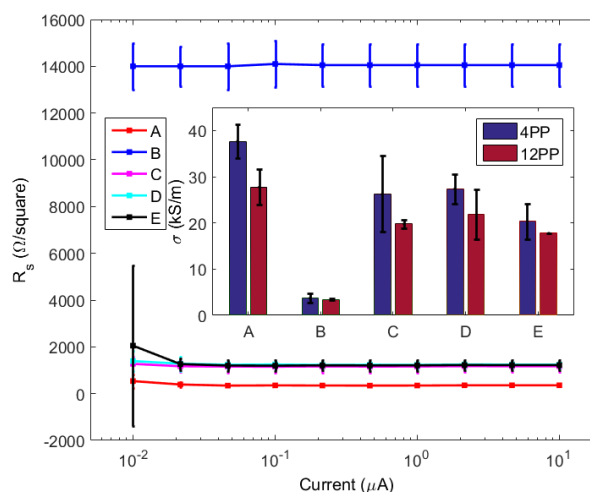 16000
14000
12000
10000
8000
6000
4000
2000
0
-2000
R_s (Ω/square)
10^-2
10^-1
10^0
10^1
Current (μA)
A
B
C
D
E
40
30
20
10
0
σ (kS/m)
A
B
C
D
E
4PP
12PP